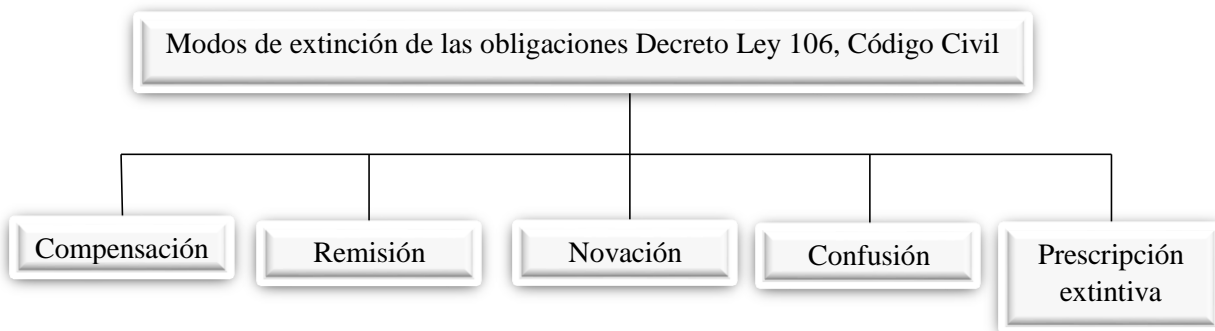 Modos de extinción de las obligaciones Decreto Ley 106, Código Civil
Compensación
Remisión
Novación
Confusión
Prescripción
extintiva